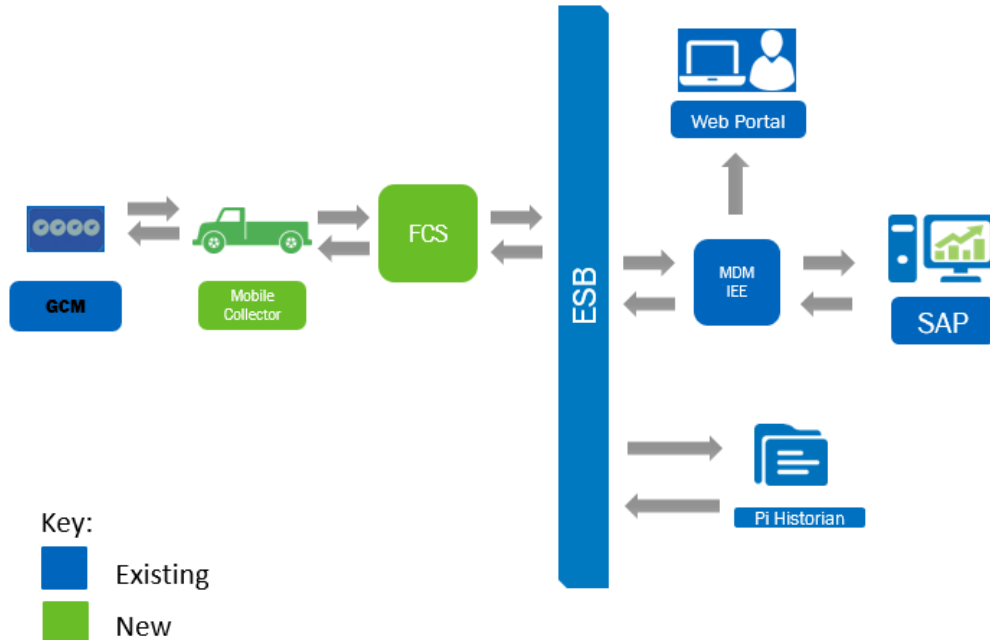 Web Portal
FCS
GCM
Mobile
Collector
ESB
MDM
IEE
SAP
Pi Historian
Key:
Existing
New